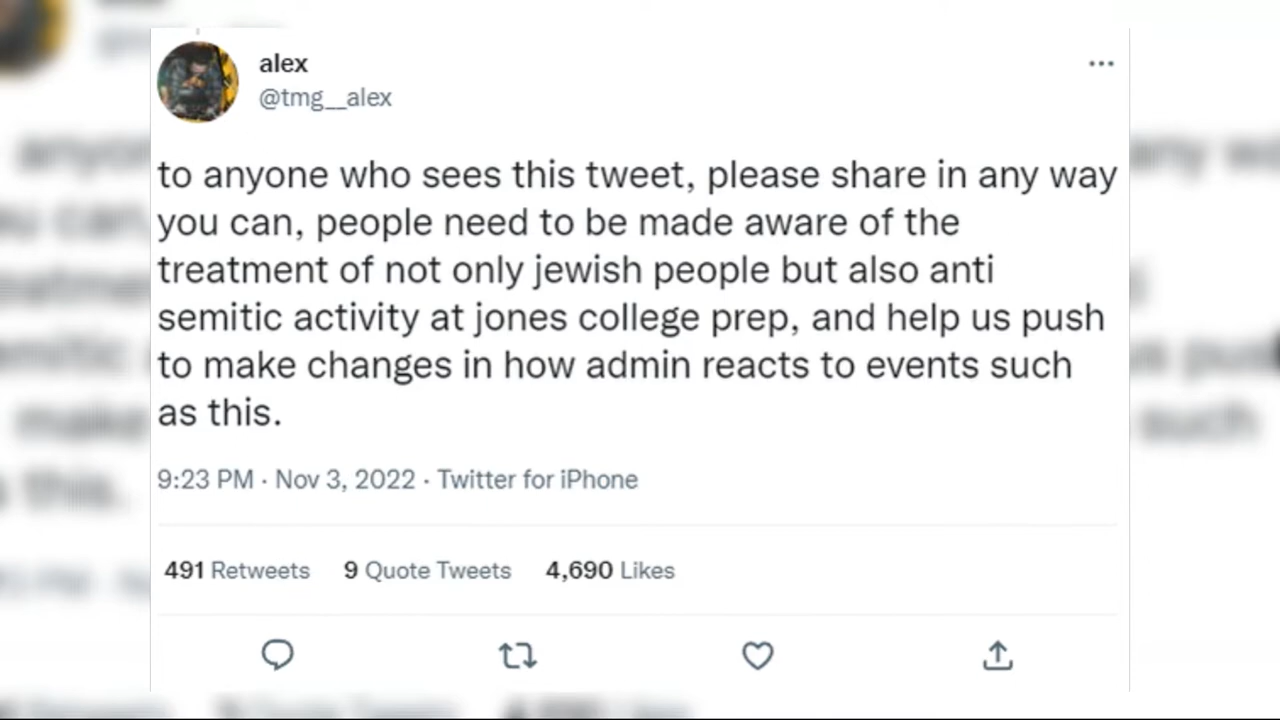 alex
@tmg__alex
to anyone who sees this tweet, please share in any way
you can, people need to be made aware of the
treatment of not only jewish people but also anti
semitic activity at jones college prep, and help us push
to make changes in how admin reacts to events such
as this.
9:23 PM · Nov 3, 2022 · Twitter for iPhone
491 Retweets 9 Quote Tweets 4,690 Likes